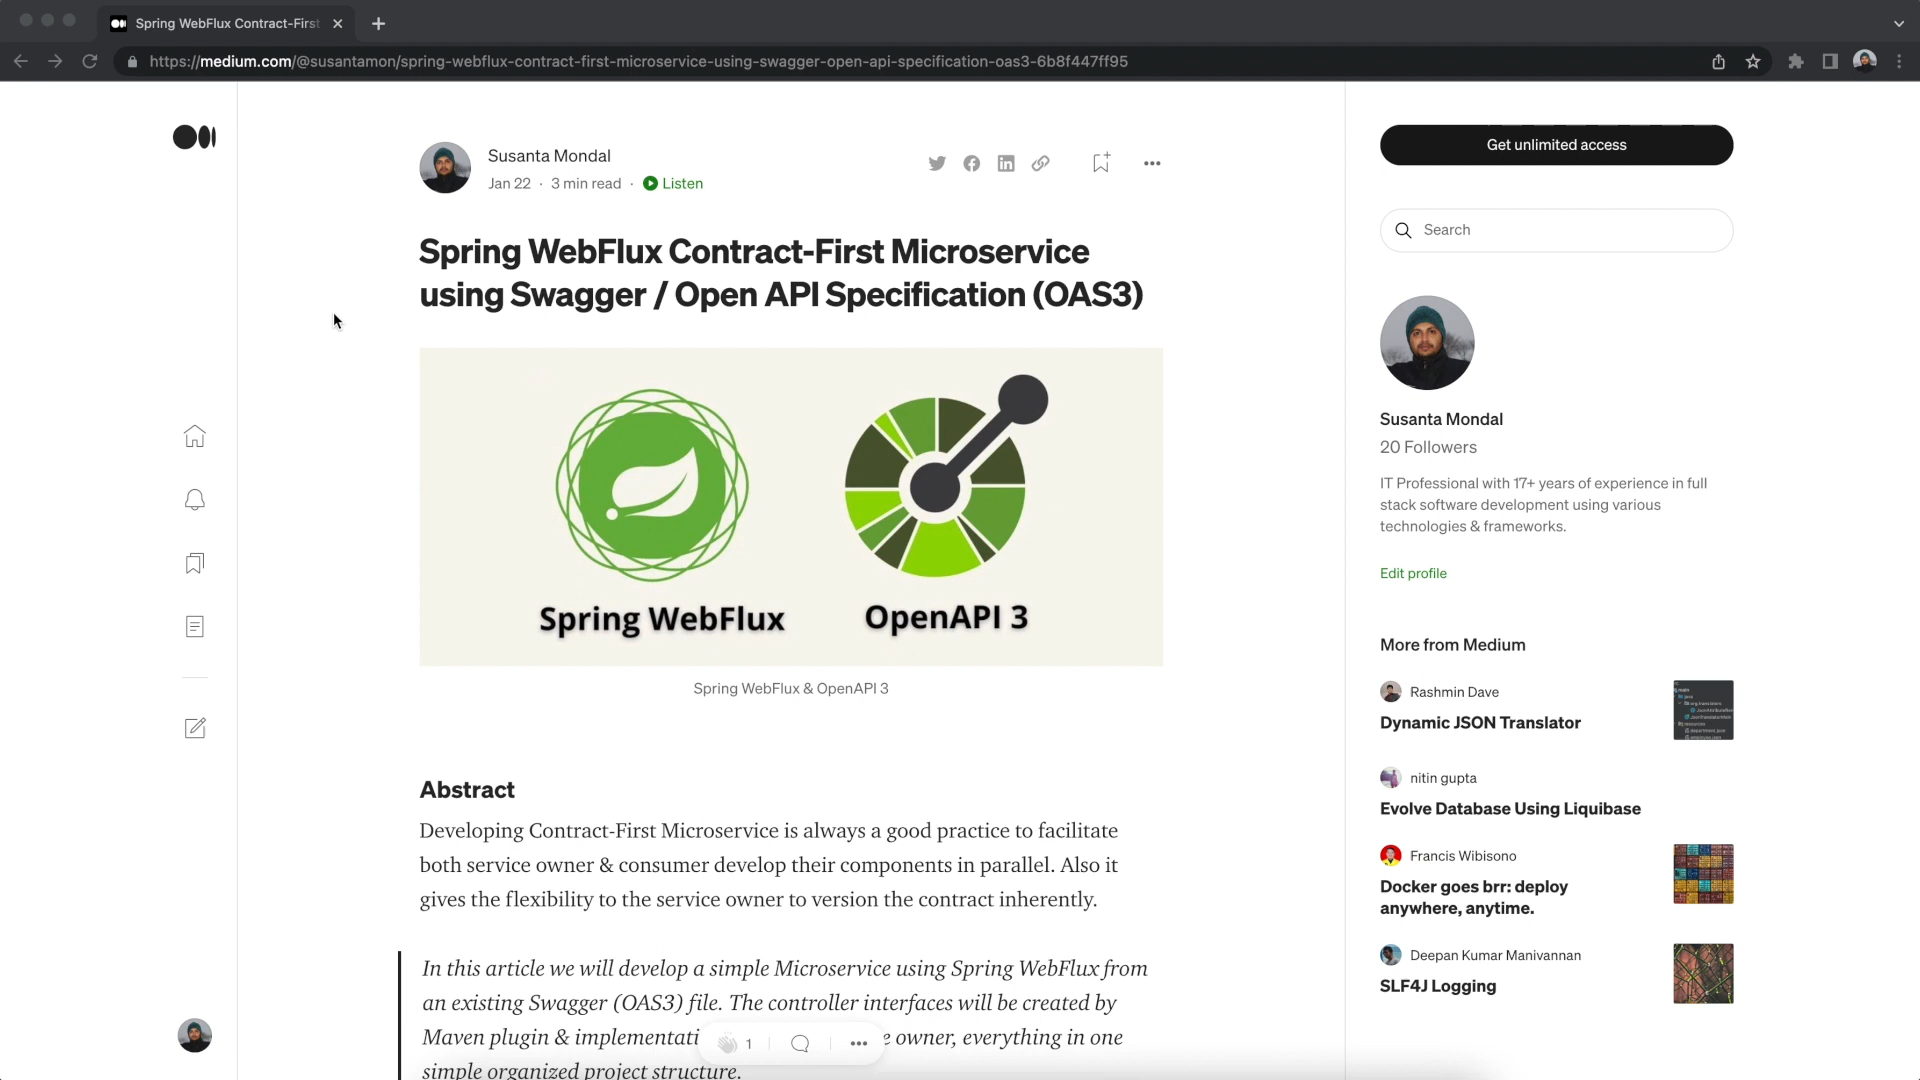 Spring WebFlux Contract-First
https://medium.com/@susantamon/spring-webflux-contract-first-microservice-using-swagger-open-api-specification-oas3-6b8f447ff95
Susanta Mondal
Jan 22 · 3 min read · Listen
Spring WebFlux Contract-First Microservice
using Swagger / Open API Specification (OAS3)
Spring WebFlux
OpenAPI 3
Spring WebFlux & OpenAPI 3
Abstract
Developing Contract-First Microservice is always a good practice to facilitate
both service owner & consumer develop their components in parallel. Also it
gives the flexibility to the service owner to version the contract inherently.
In this article we will develop a simple Microservice using Spring WebFlux from
an existing Swagger (OAS3) file. The controller interfaces will be created by
Maven plugin & implementati
e owner, everything in one
simple organized project structure.
1
Get unlimited access
Search
Susanta Mondal
20 Followers
IT Professional with 17+ years of experience in full
stack software development using various
technologies & frameworks.
Edit profile
More from Medium
Rashmin Dave
Dynamic JSON Translator
nitin gupta
Evolve Database Using Liquibase
Francis Wibisono
Docker goes brr: deploy
anywhere, anytime.
Deepan Kumar Manivannan
SLF4J Logging